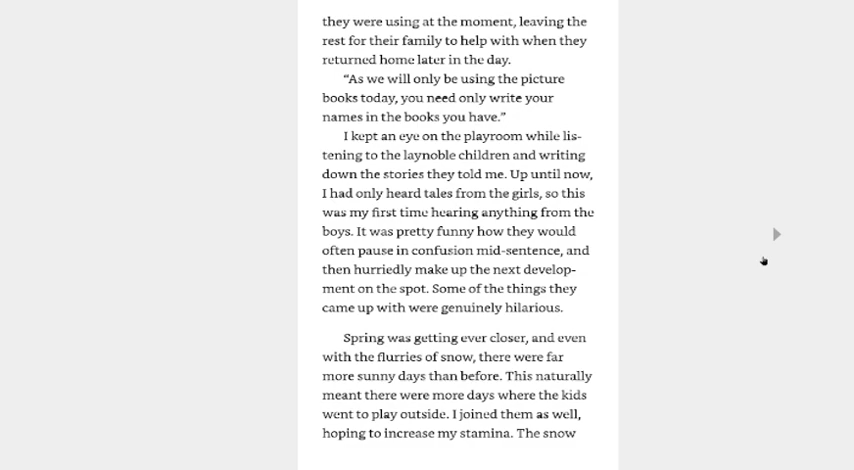 they were using at the moment, leaving the
rest for their family to help with when they
returned home later in the day.
“As we will only be using the picture
books today, you need only write your
names in the books you have.”
I kept an eye on the playroom while lis-
tening to the laynoble children and writing
down the stories they told me. Up until now,
I had only heard tales from the girls, so this
was my first time hearing anything from the
boys. It was pretty funny how they would
often pause in confusion mid-sentence, and
then hurriedly make up the next develop-
ment on the spot. Some of the things they
came up with were genuinely hilarious.
Spring was getting ever closer, and even
with the flurries of snow, there were far
more sunny days than before. This naturally
meant there were more days where the kids
went to play outside. I joined them as well,
hoping to increase my stamina. The snow